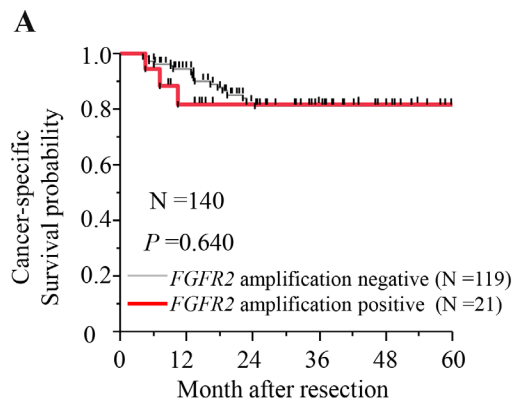 A
Cancer-specific
Survival probability
1.0
0.8
0.6
0.4
0.2
0
N =140
P =0.640
FGFR2 amplification negative (N =119)
FGFR2 amplification positive (N =21)
0 12 24 36 48 60
Month after resection